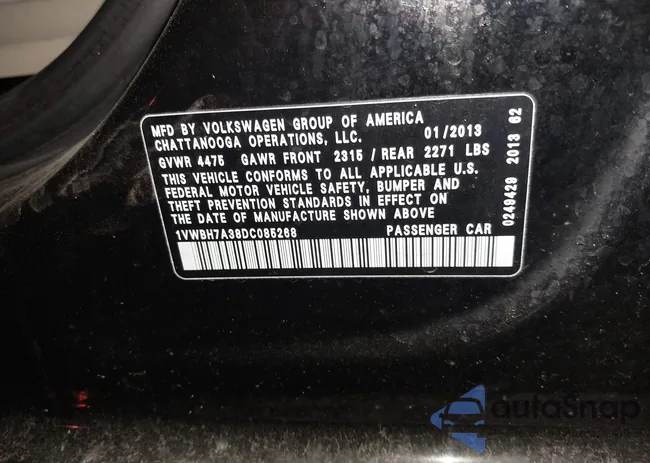 MFD BY VOLKSWAGEN GROUP OF AMERICA
CHATTANOOGA OPERATIONS, LLC. 01/2013
GVWR 4475 GAWR FRONT 2315 / REAR 2271 LBS
THIS VEHICLE CONFORMS TO ALL APPLICABLE U.S.
FEDERAL MOTOR VEHICLE SAFETY, BUMPER AND
THEFT PREVENTION STANDARDS IN EFFECT ON
THE DATE OF MANUFACTURE SHOWN ABOVE
1VWBH7A38DC085268 PASSENGER CAR
0249429 2013 62
autoSnap